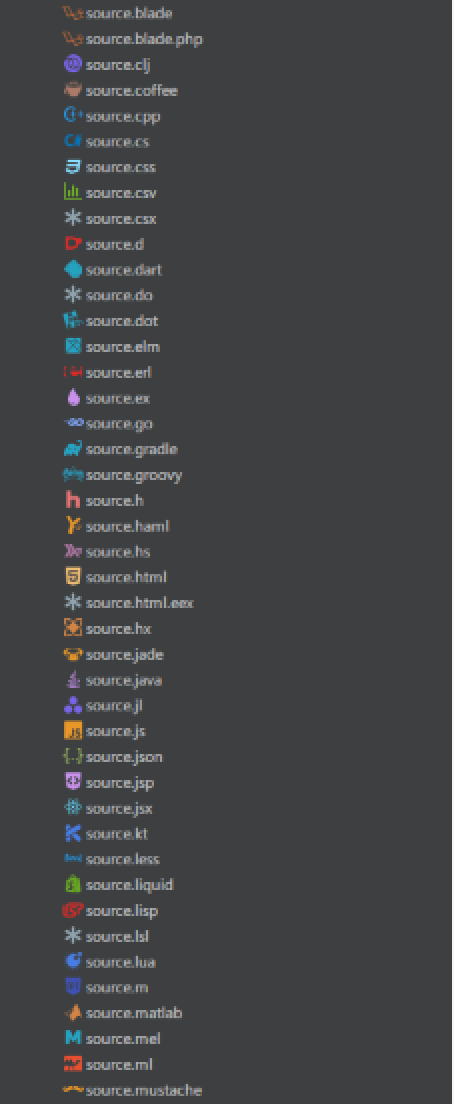 source.blade
source.blade.php
source.clj
source.coffee
source.cpp
source.cs
source.css
source.csv
source.csx
source.d
source.dart
source.do
source.dot
source.elm
source.erl
source.ex
source.go
source.gradle
source.groovy
source.h
source.haml
source.hs
source.html
source.html.eex
source.hx
source.jade
source.java
source.jl
source.js
source.json
source.jsp
source.jsx
source.kt
source.less
source.liquid
source.lisp
source.lsl
source.lua
source.m
source.matlab
source.mel
source.ml
source.mustache